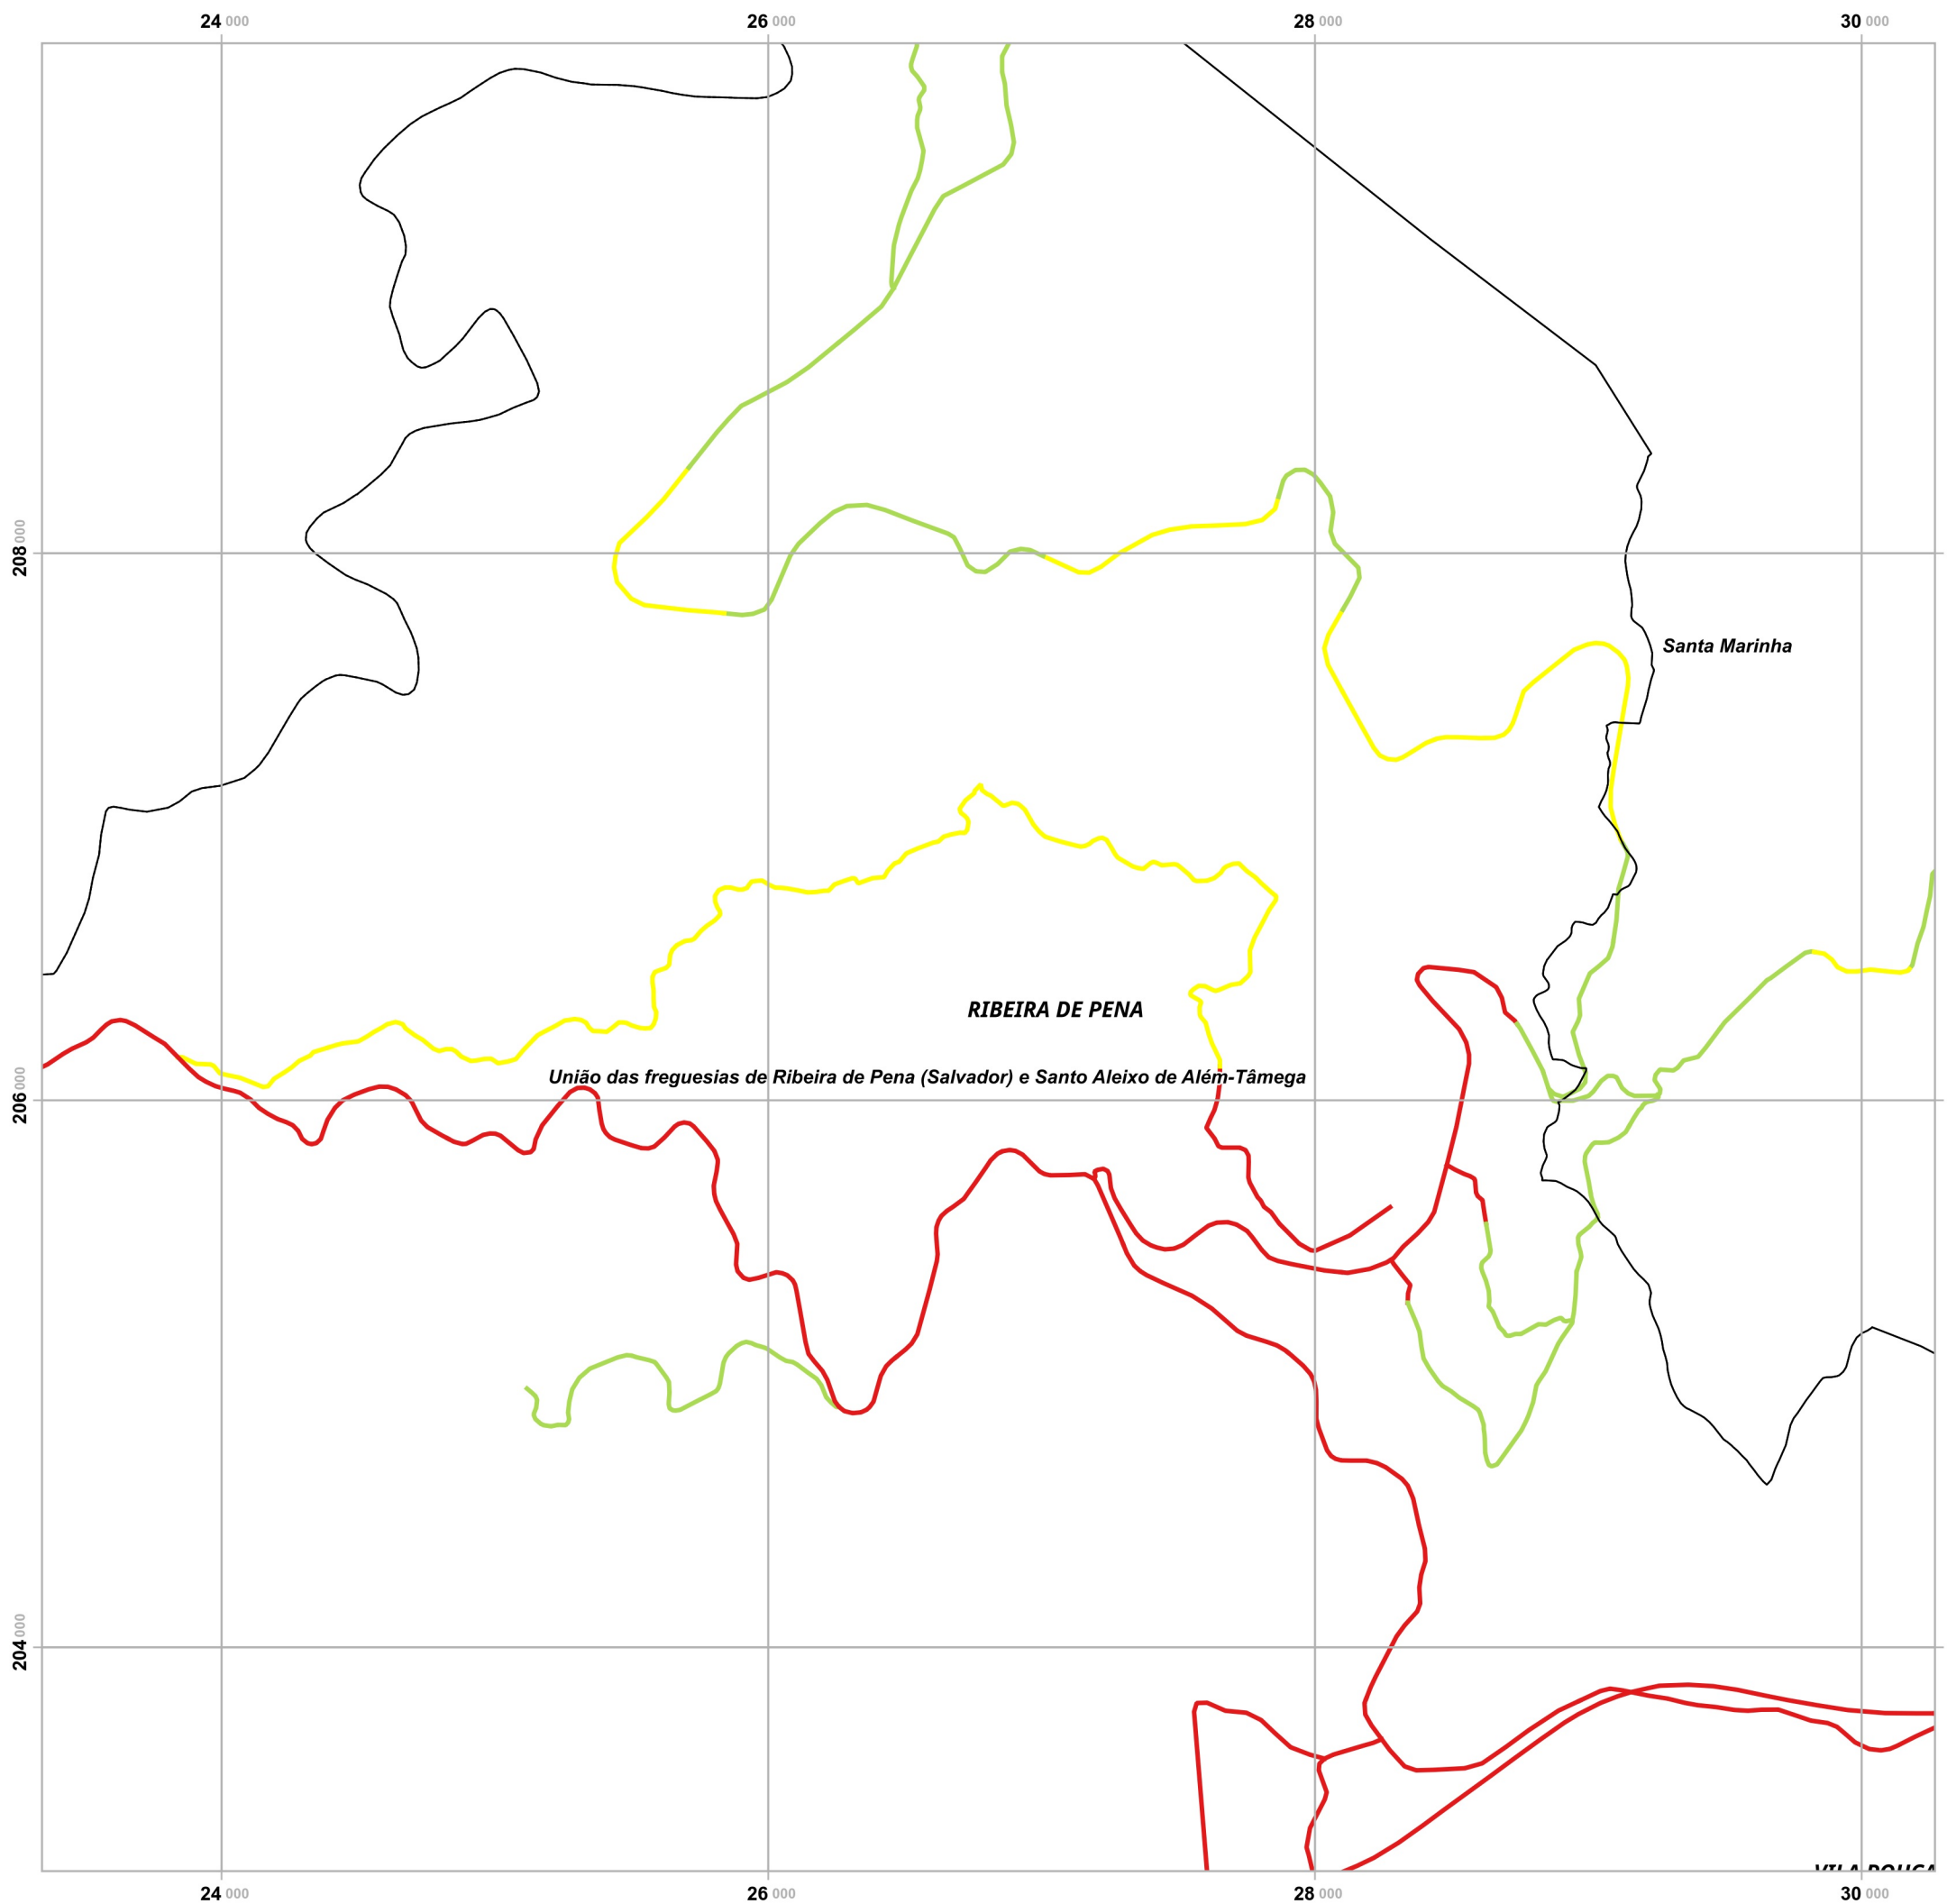 24 000 26 000 28 000 30 000
208 000
Santa Marinha
RIBEIRA DE PENA
União das freguesias de Ribeira de Pena (Salvador) e Santo Aleixo de Além-Tâmega
206 000
204 000
VILA POUCA
24 000 26 000 28 000 30 000